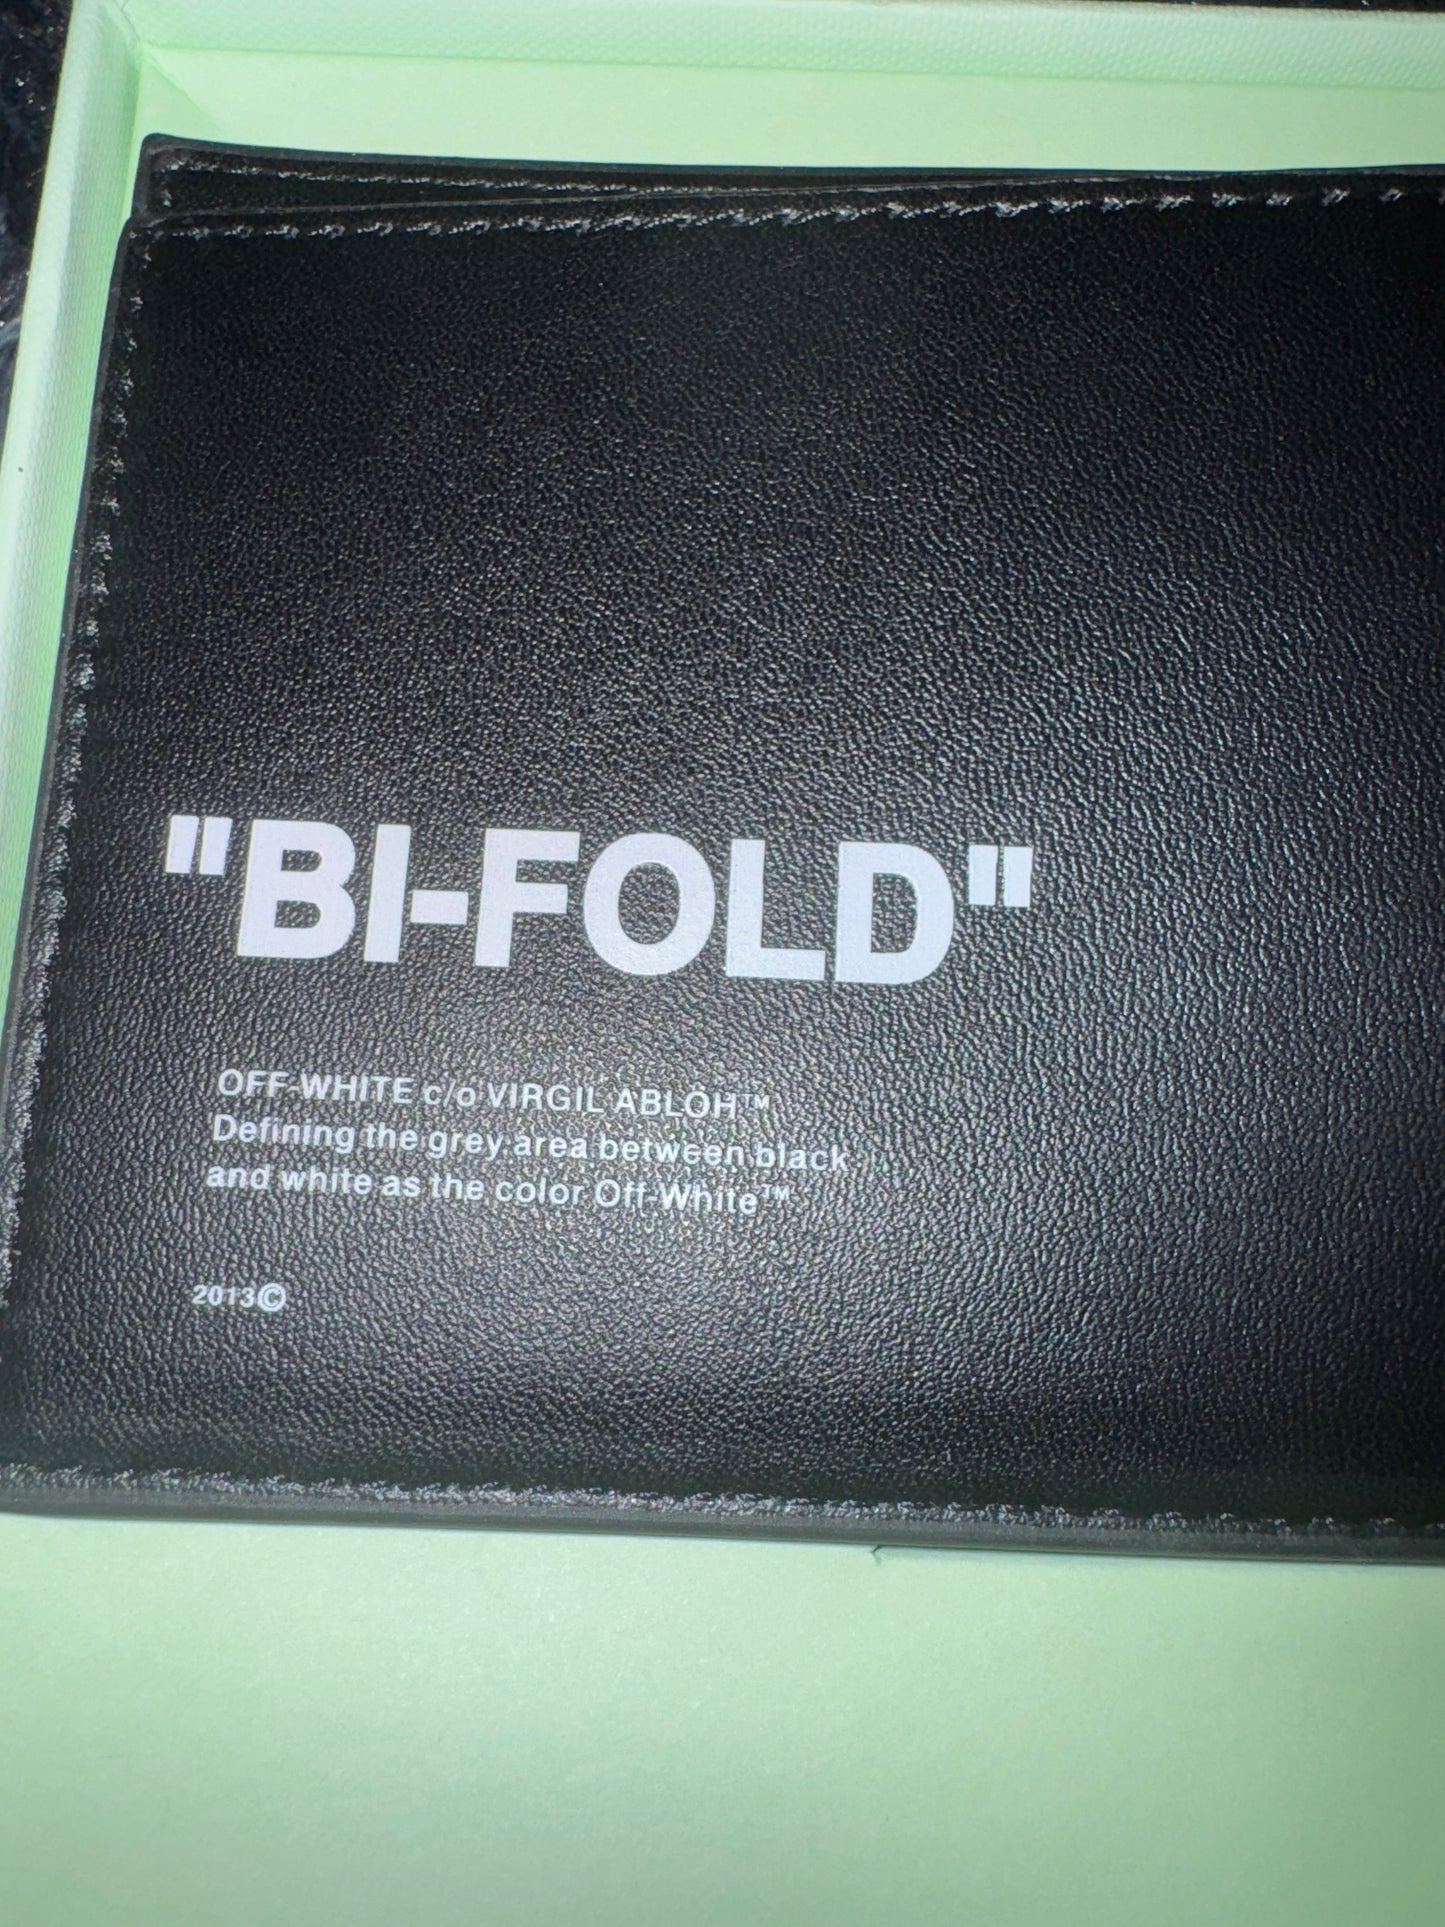 "BI-FOLD"
OFF-WHITE c/o VIRGIL ABLOH™
Defining the grey area between black
and white as the color Off-White™
2013©